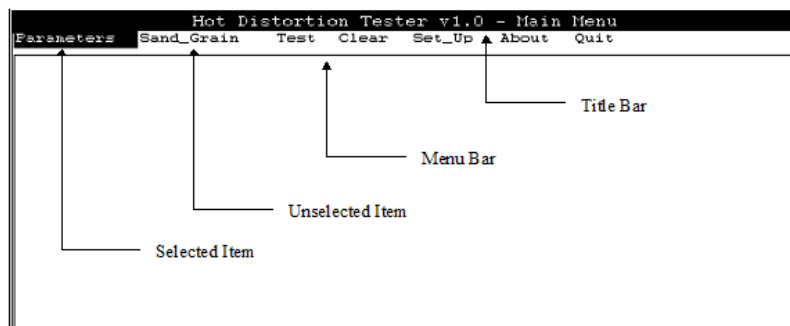 Hot Distortion Tester v1.0 - Main Menu
Parameters Sand_Grain Test Clear Set_Up About Quit
Title Bar
Menu Bar
Unselected Item
Selected Item